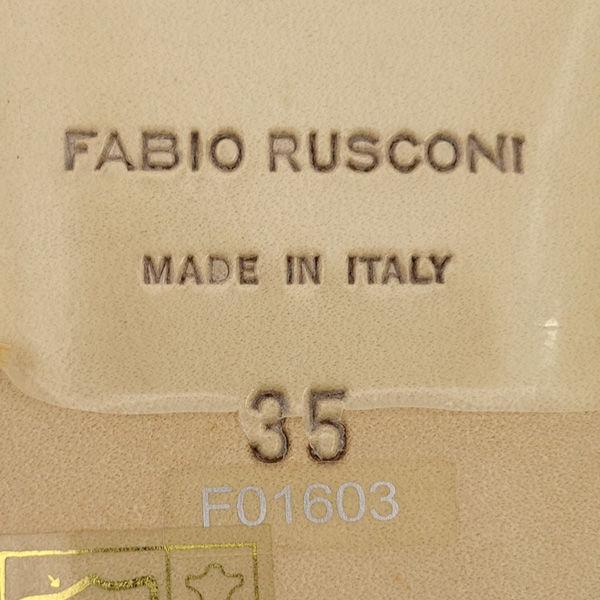 FABIO RUSCONI
MADE IN ITALY
35
F01603